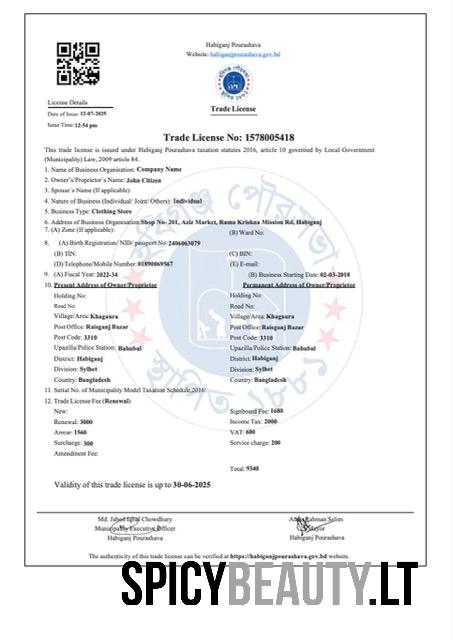 Habiganj Pourashava
Website: habiganjpourashava.gov.bd
License Details
Date of Issue: 12-07-2025
Issue Time: 12:54 pm
Trade License
Trade License No: 1578005418
This trade license is issued under Habiganj Pourashava taxation statutes 2016, article 10 governed by Local Government
(Municipality) Law, 2009 article 84.
1. Name of Business Organisation: Company Name
2. Owner's/Proprietor's Name: John Citizen
3. Spouse's Name (If applicable):
4. Nature of Business (Individual/ Joint/ Others): Individual
5. Business Type: Clothing Store
6. Address of Business Organisation: Shop No- 201, Aziz Market, Rama Krishna Mission Rd, Habiganj
7. (A) Zone (If applicable): (B) Ward No:
8. (A) Birth Registration/ NID/ passport No: 2406063079
(B) TIN: (C) BIN:
(D) Telephone/Mobile Number: 01890069567 (E) E-mail:
9. (A) Fiscal Year: 2022-34 (B) Business Starting Date: 02-03-2018
10. Present Address of Owner/Proprietor Permanent Address of Owner/Proprietor
Holding No: Holding No:
Road No: Road No:
Village/Area: Khagaura Village/Area: Khagaura
Post Office: Raisganj Bazar Post Office: Raisganj Bazar
Post Code: 3310 Post Code: 3310
Upazilla/Police Station: Bahubal Upazilla/Police Station: Bahubal
District: Habiganj District: Habiganj
Division: Sylhet Division: Sylhet
Country: Bangladesh Country: Bangladesh
11. Serial No. of Municipality Model Taxation Schedule,2016/
12. Trade License Fee (Renewal)
New: Signboard Fee: 1680
Renewal: 3000 Income Tax: 2000
Arrear: 1560 VAT: 600
Surcharge: 300 Service charge: 200
Amendment Fee:
Total: 9340
Validity of this trade license is up to 30-06-2025
Md. Jabed Iqbal Chowdhury
Municipality Executive Officer Mayor
Habiganj Pourashava Habiganj Pourashava
The authenticity of this trade license can be verified at https://habiganjpourashava.gov.bd website.
SPICYBEAUTY.LT